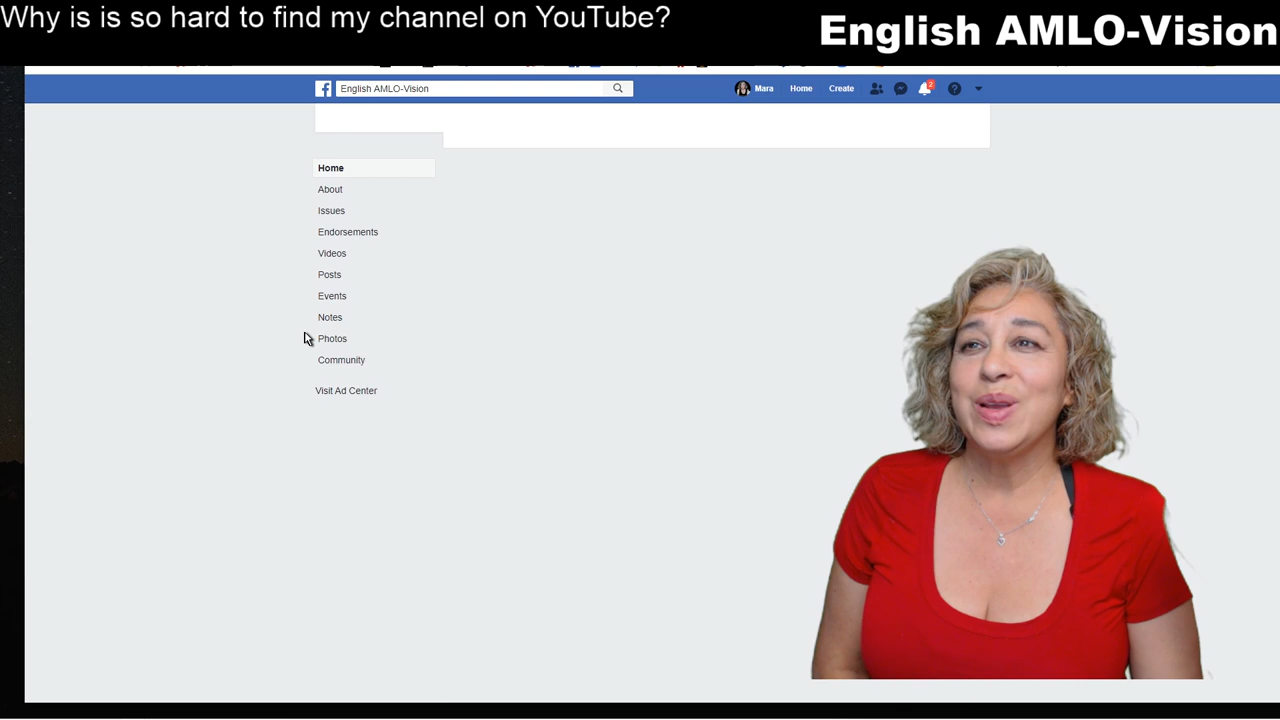 Why is is so hard to find my channel on YouTube?
English AMLO-Vision
English AMLO-Vision
Mara
Home
Create
2
Home
About
Issues
Endorsements
Videos
Posts
Events
Notes
Photos
Community
Visit Ad Center